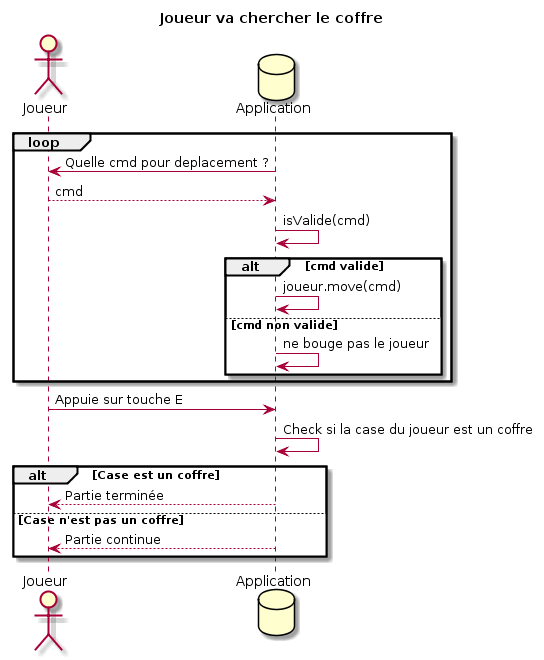 Joueur va chercher le coffre
Joueur
Application
loop
Quelle cmd pour deplacement ?
cmd
isValide(cmd)
alt [cmd valide]
joueur.move(cmd)
[cmd non valide]
ne bouge pas le joueur
Appuie sur touche E
Check si la case du joueur est un coffre
alt [Case est un coffre]
Partie terminée
[Case n'est pas un coffre]
Partie continue
Joueur
Application